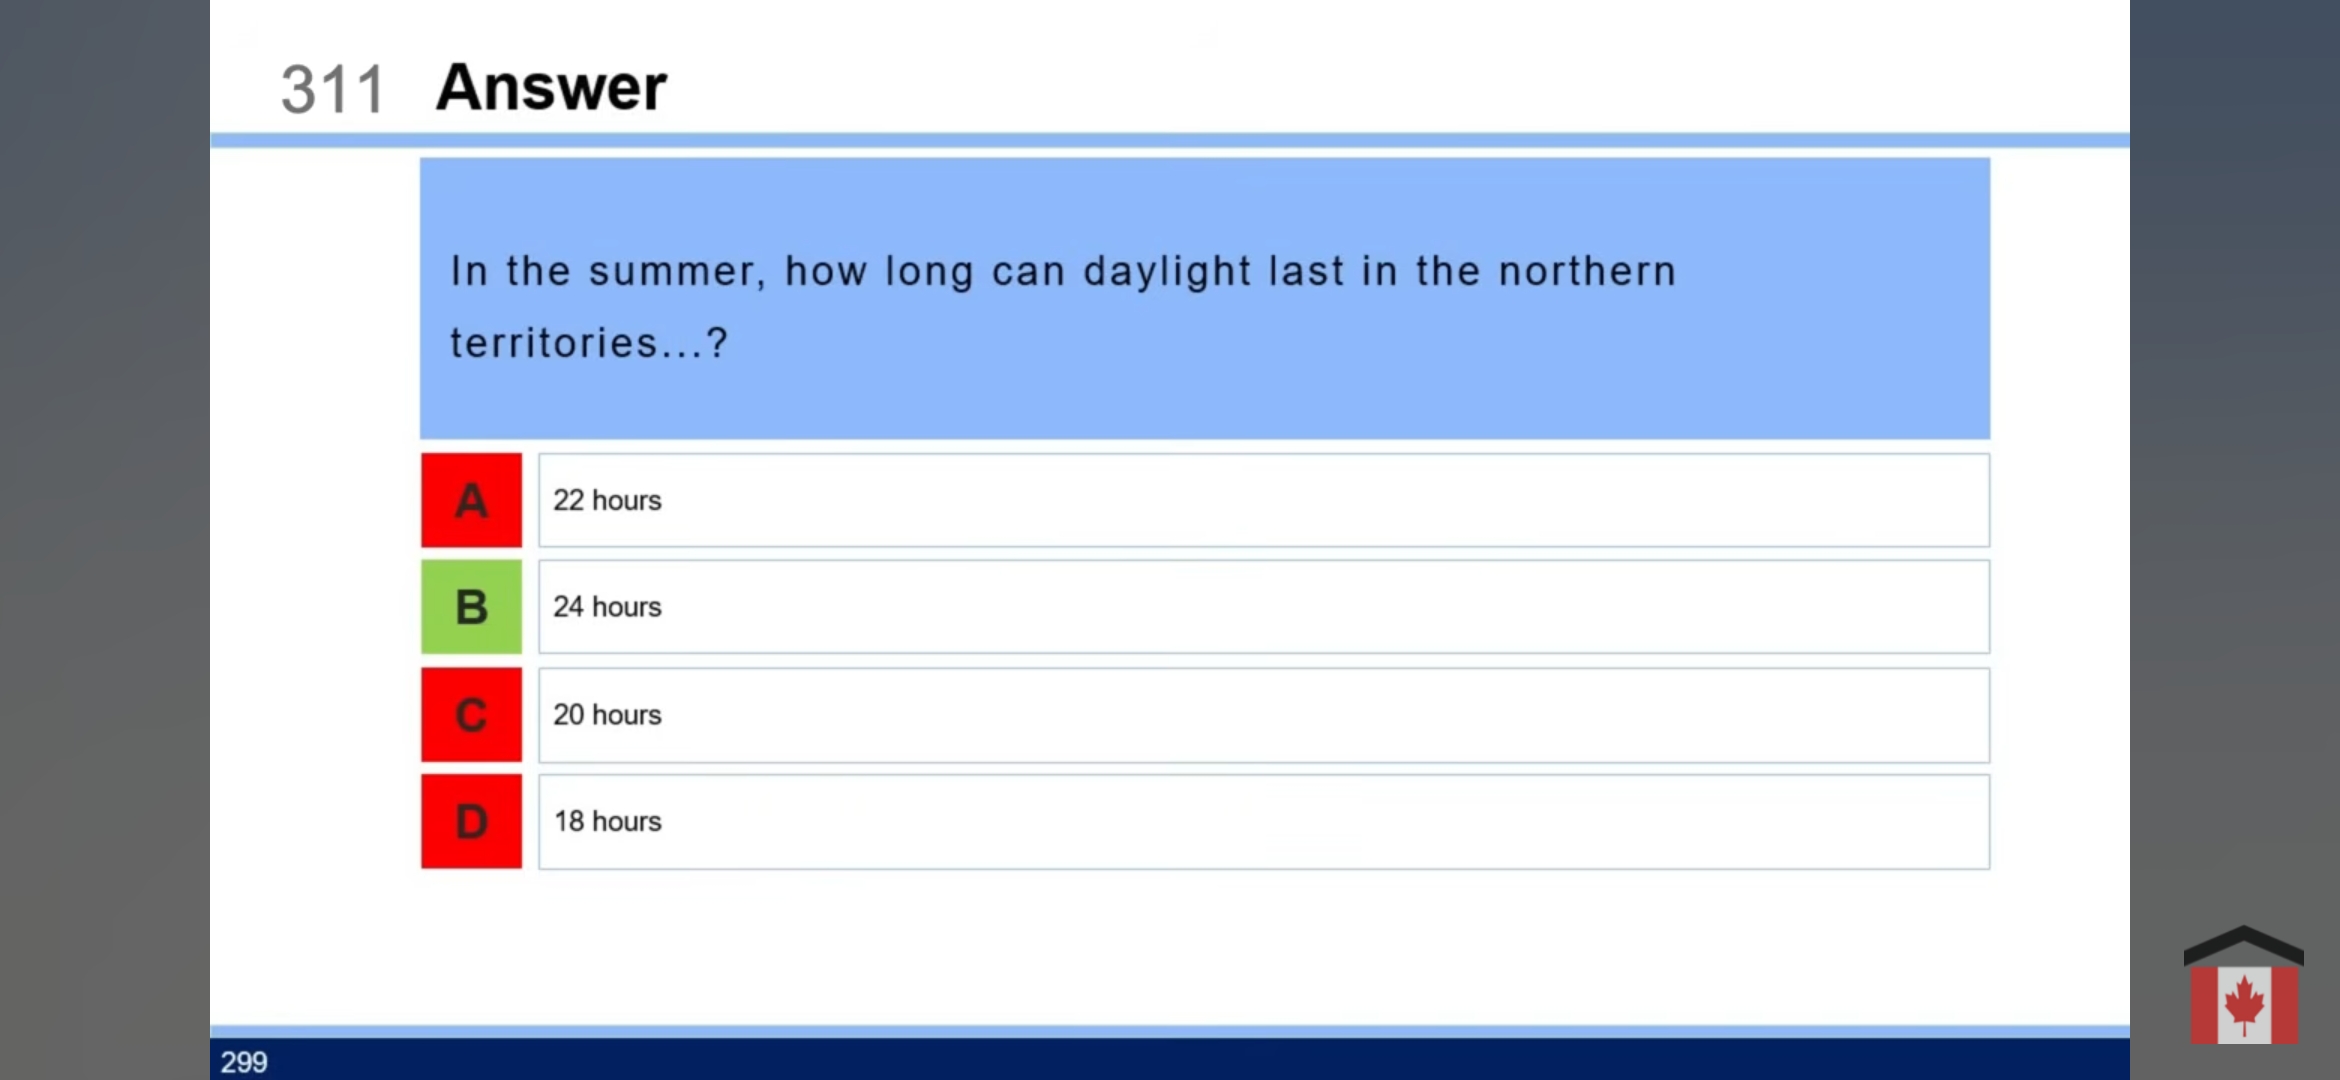 311 Answer
In the summer, how long can daylight last in the northern
territories...?
A 22 hours
B 24 hours
C 20 hours
D 18 hours
299